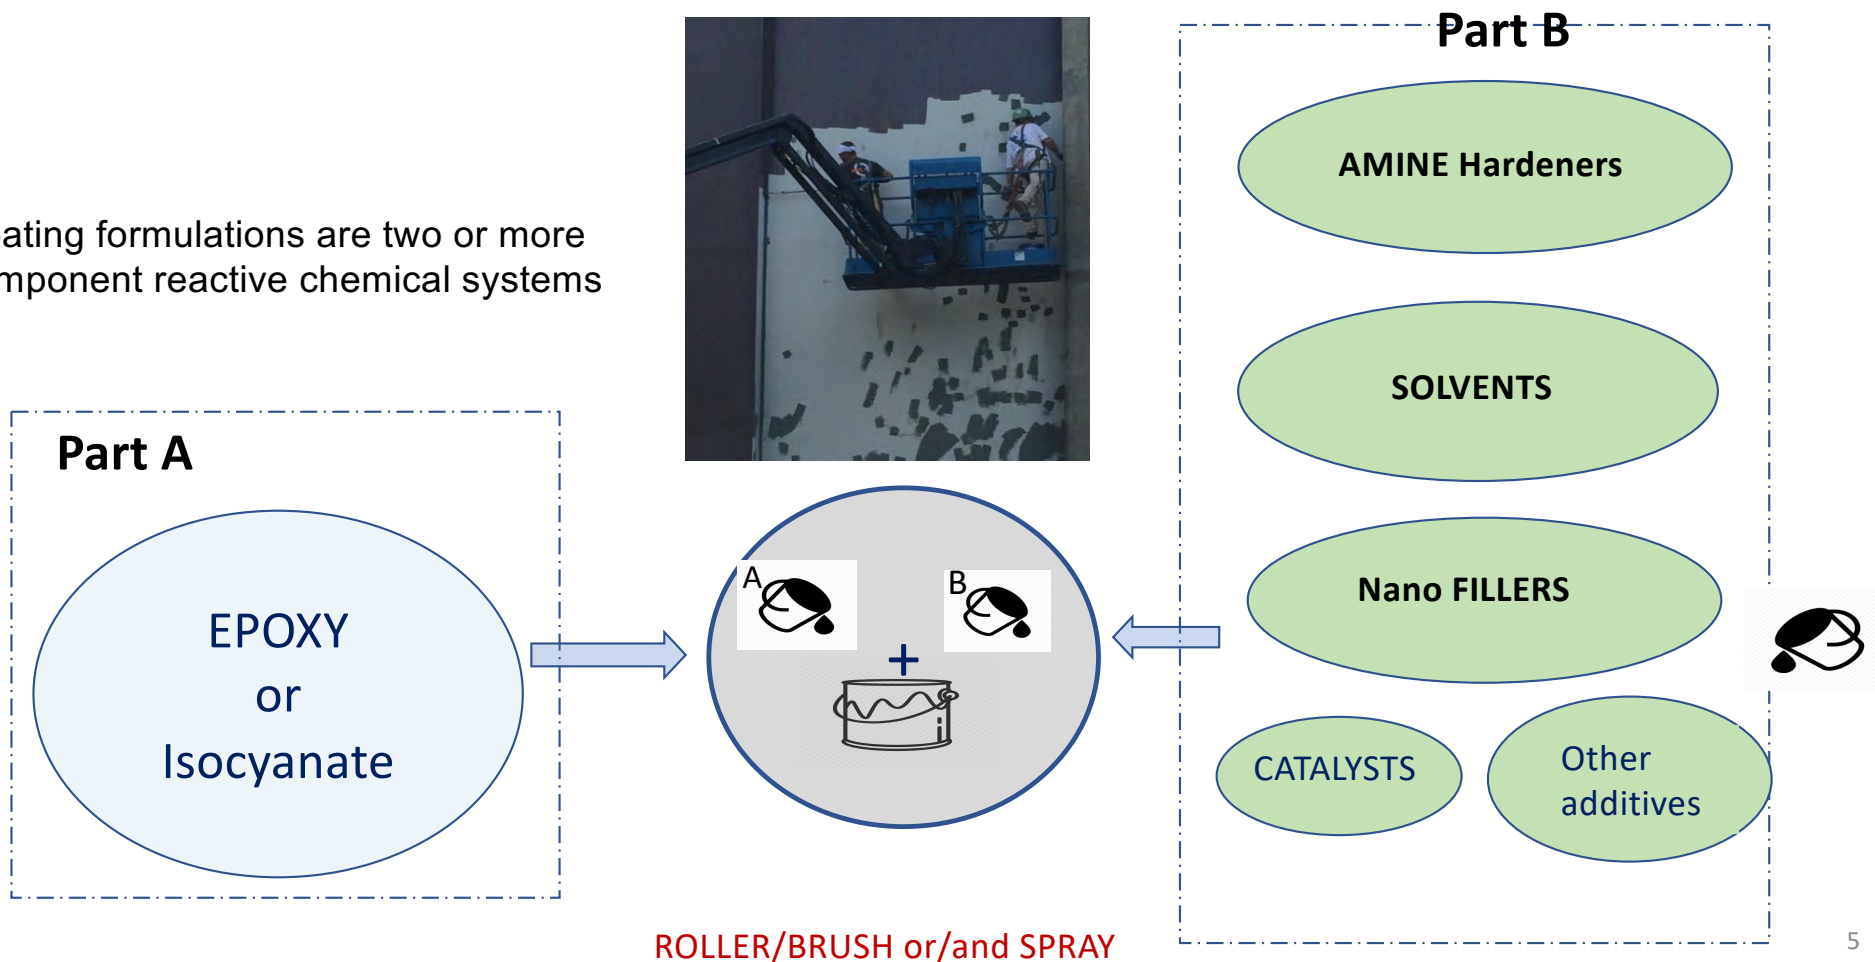 Part B
AMINE Hardeners
ating formulations are two or more
mponent reactive chemical systems
SOLVENTS
Part A
Nano FILLERS
A
B
EPOXY
or
Isocyanate
+
CATALYSTS
Other
additives
ROLLER/BRUSH or/and SPRAY
5